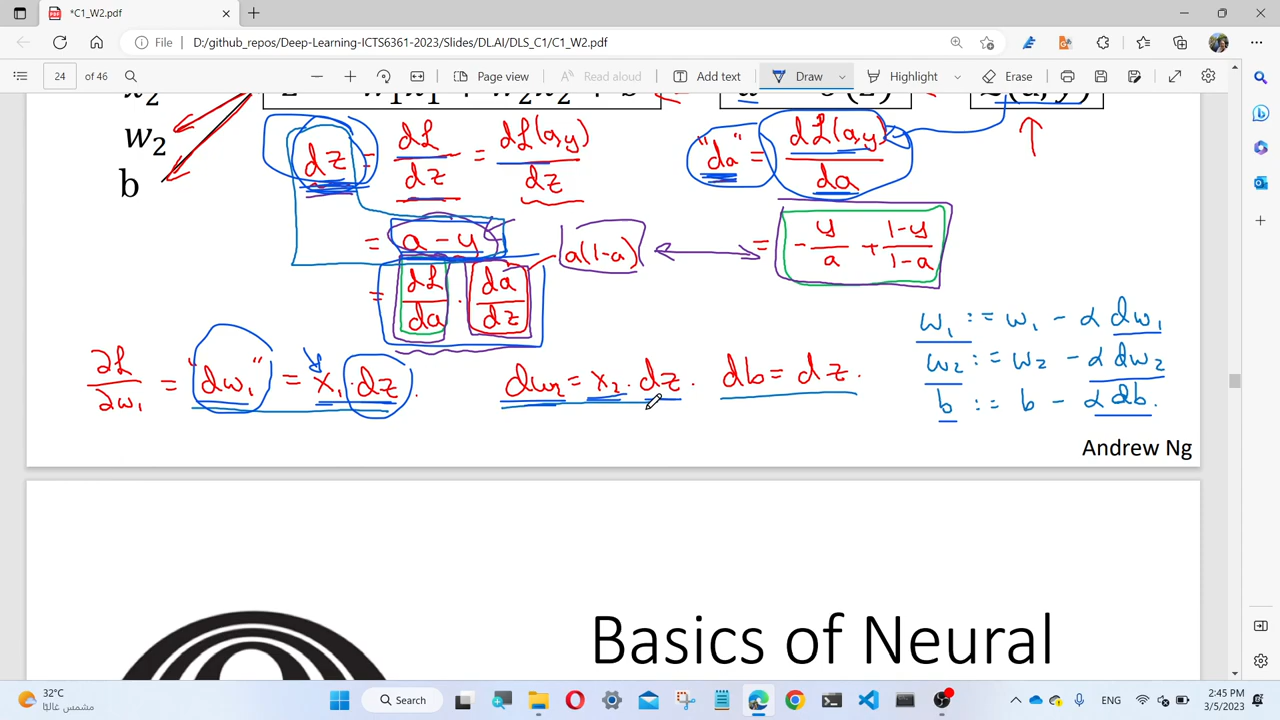 *C1_W2.pdf
File D:/github_repos/Deep-Learning-ICTS6361-2023/Slides/DL.AI/DLS_C1/C1_W2.pdf
24 of 46 Page view Read aloud Add text Draw Highlight Erase
w₂
b
dz = dL/dz = dL(a,y)/dz
"da" = dL(a,y)/da
= a - y
a(1-a)
= - y/a + 1-y/1-a
= dL/da · da/dz
∂L/∂w₁ = "dw₁" = x₁·dz. dw₂ = x₂·dz. db = dz.
w₁ := w₁ - α dw₁
w₂ := w₂ - α dw₂
b := b - α db.
Andrew Ng
Basics of Neural
32°C
مشمس غالبًا
Search
ENG
2:45 PM
3/5/2023